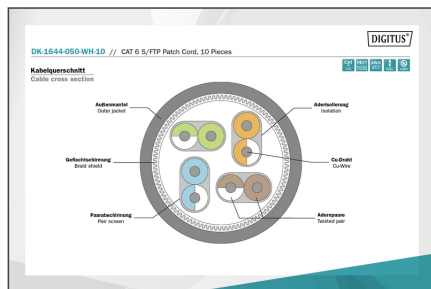 DIGITUS®
DK-1644-050-WH-10 // CAT 6 S/FTP Patch Cord, 10 Pieces
Kabelquerschnitt
Cable cross section
Außenmantel
Outer jacket
Aderisolierung
Isolation
Geflechtschirmung
Braid shield
Cu-Draht
Cu-Wire
Paarabschirmung
Pair screen
Adernpaare
Twisted pair